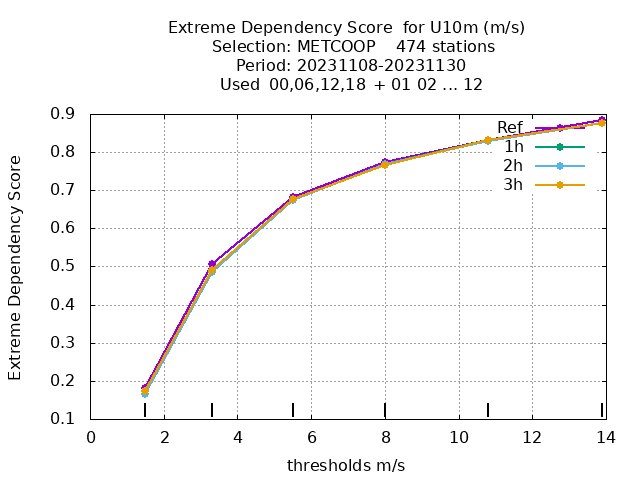 Extreme Dependency Score  for U10m (m/s)
Selection: METCOOP    474 stations
Period: 20231108-20231130
Used  00,06,12,18  + 01 02 ... 12
Extreme Dependency Score
0.9
0.8
0.7
0.6
0.5
0.4
0.3
0.2
0.1
Ref
1h
2h
3h
0
2
4
6
8
10
12
14
thresholds m/s